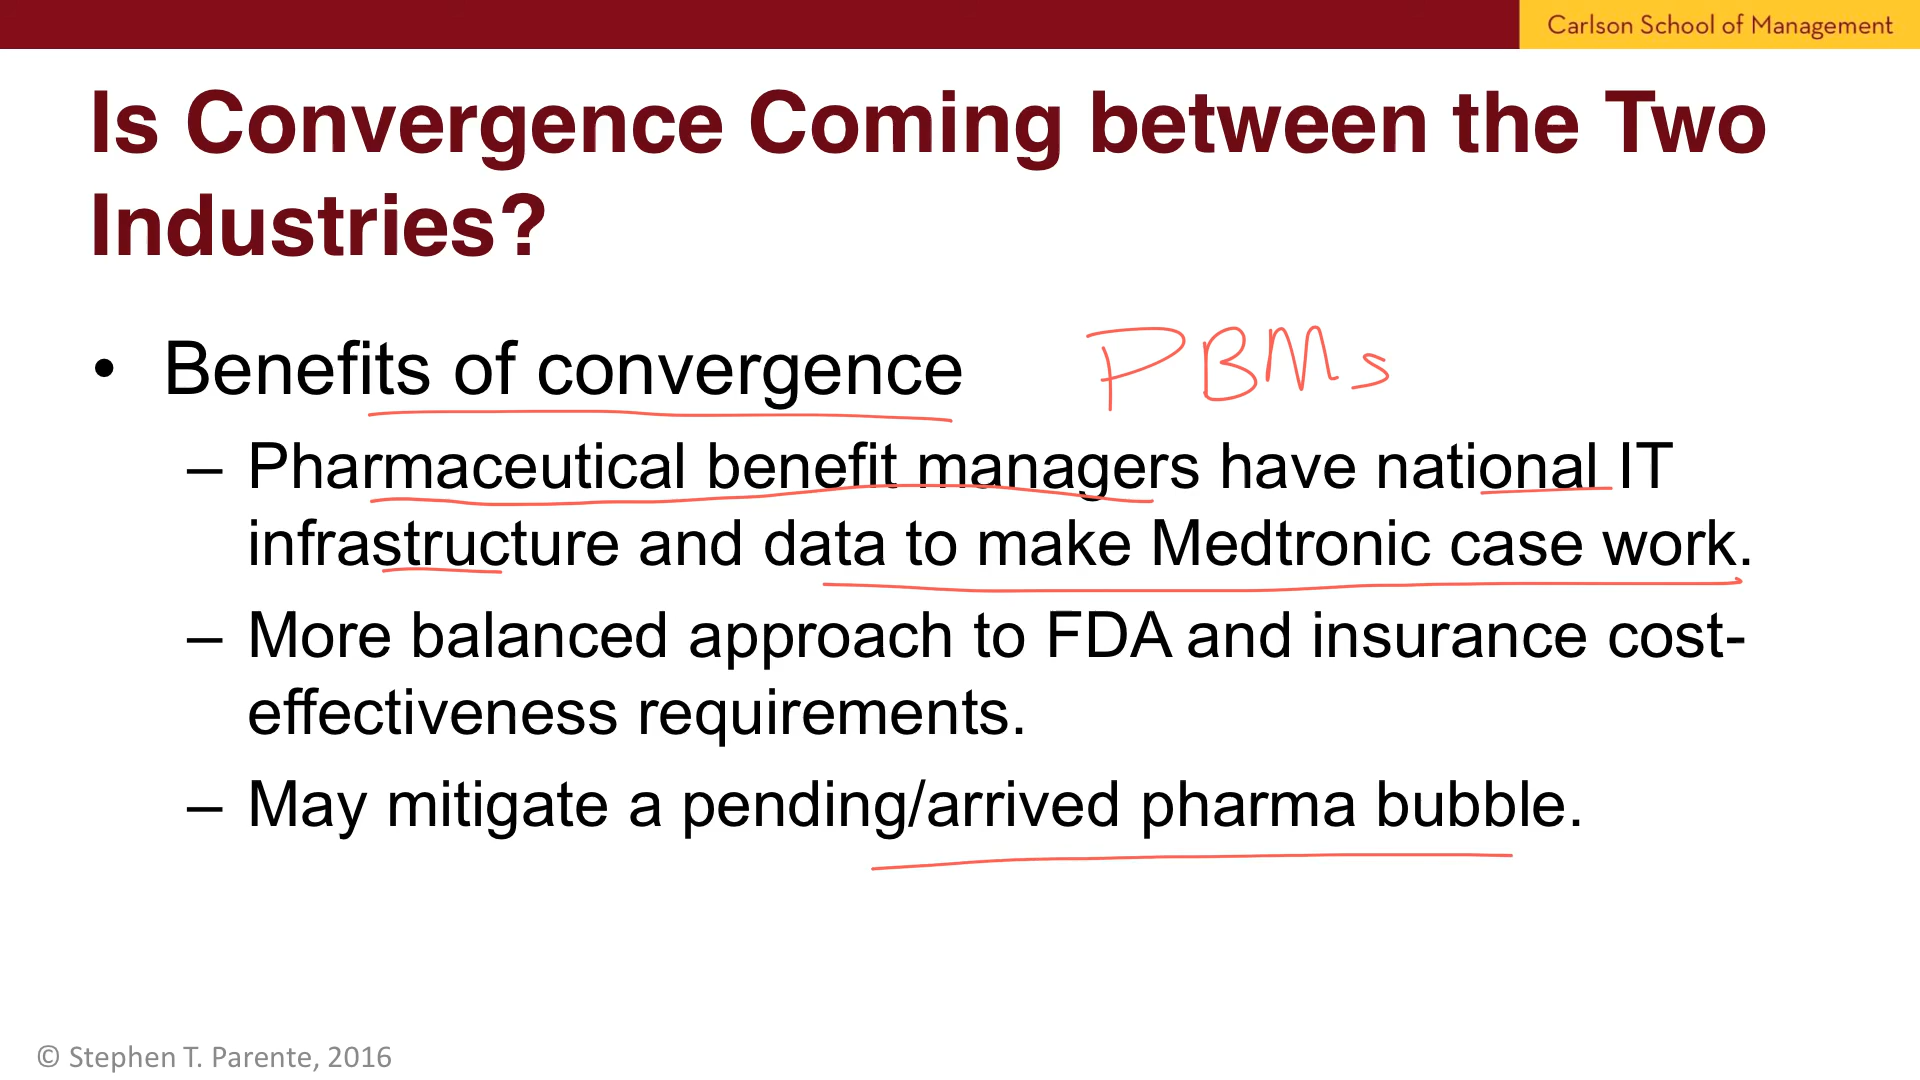 Carlson School of Management
Is Convergence Coming between the Two
Industries?
• Benefits of convergence PBMs
– Pharmaceutical benefit managers have national IT
infrastructure and data to make Medtronic case work.
– More balanced approach to FDA and insurance cost-
effectiveness requirements.
– May mitigate a pending/arrived pharma bubble.
© Stephen T. Parente, 2016